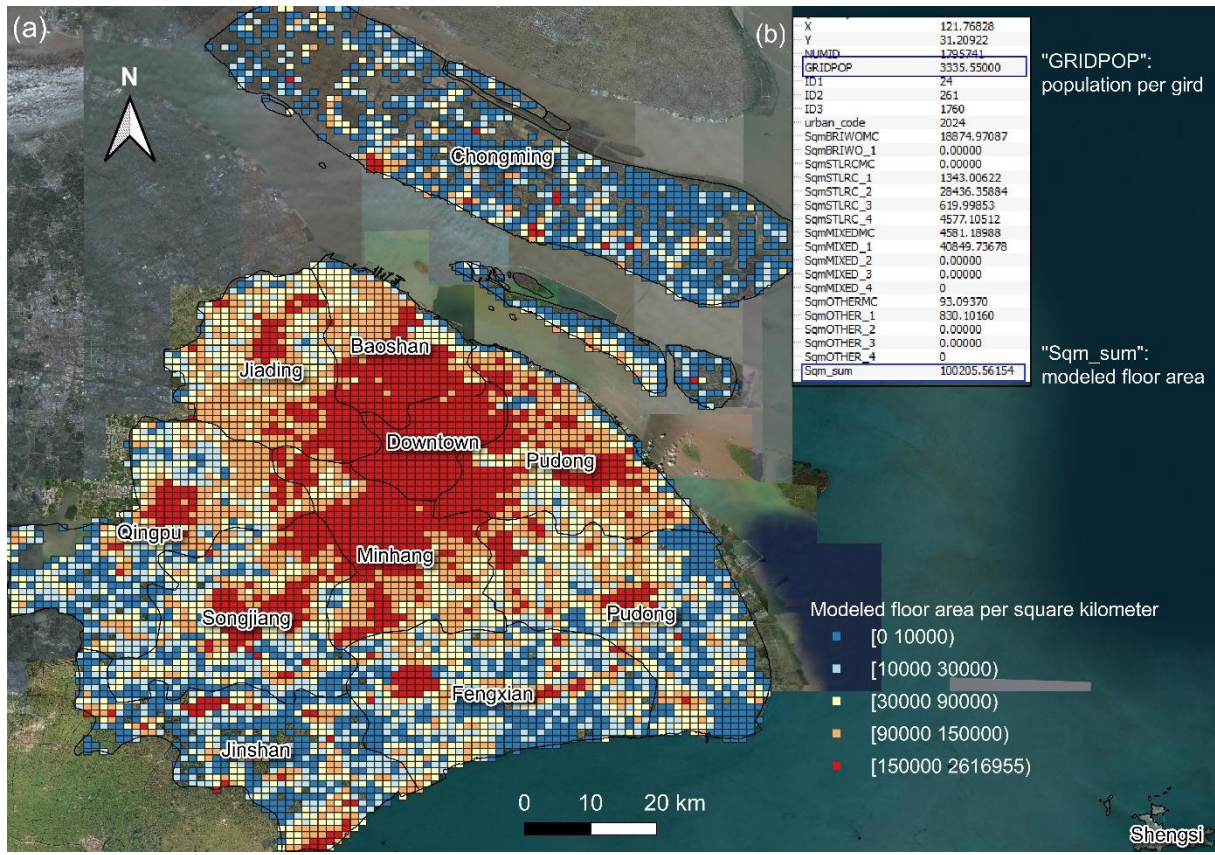 (a)
N
Chongming
Baoshan
Jiading
Downtown
Pudong
Qingpu
Minhang
Songjiang
Pudong
Fengxian
Jinshan
0 10 20 km
(b)
X 121.76828
Y 31.20922
NUMID 1795741
GRIDPOP 3335.55000
ID1 24
ID2 261
ID3 1760
urban_code 2024
SqmBRIWOMC 18874.97087
SqmBRIWO_1 0.00000
SqmSTLRCMC 0.00000
SqmSTLRC_1 1343.00622
SqmSTLRC_2 28436.35884
SqmSTLRC_3 619.99853
SqmSTLRC_4 4577.10512
SqmMIXEDMC 4581.18988
SqmMIXED_1 40849.73678
SqmMIXED_2 0.00000
SqmMIXED_3 0.00000
SqmMIXED_4 0
SqmOTHERMC 93.09370
SqmOTHER_1 830.10160
SqmOTHER_2 0.00000
SqmOTHER_3 0.00000
SqmOTHER_4 0
Sqm_sum 100205.56154
"GRIDPOP":
population per gird
"Sqm_sum":
modeled floor area
Modeled floor area per square kilometer
[0 10000)
[10000 30000)
[30000 90000)
[90000 150000)
[150000 2616955)
Shengsi